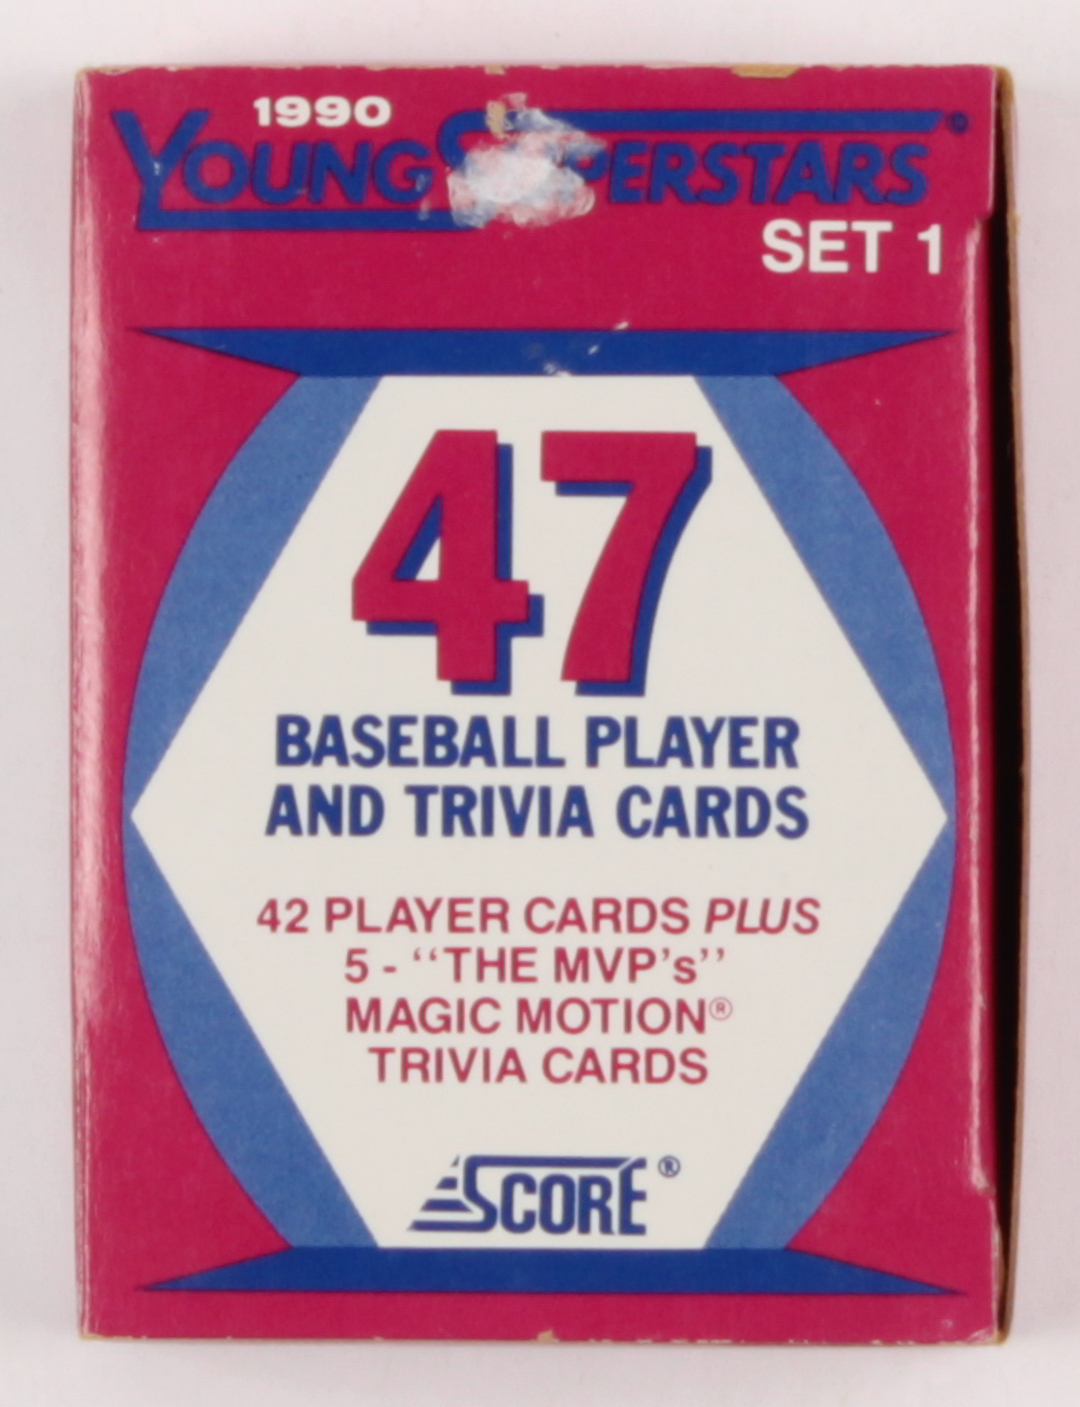 1990
YOUNG SUPERSTARS®
SET 1
47
BASEBALL PLAYER
AND TRIVIA CARDS
42 PLAYER CARDS PLUS
5 - “THE MVP's”
MAGIC MOTION®
TRIVIA CARDS
SCORE®